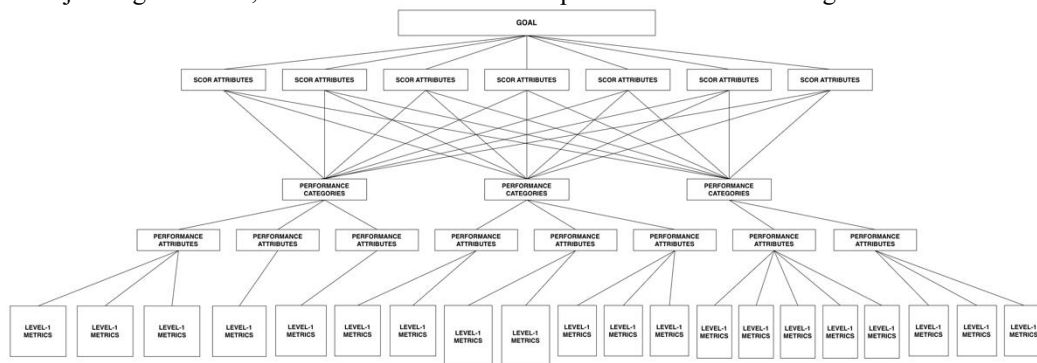 GOAL
SCOR ATTRIBUTES
SCOR ATTRIBUTES
SCOR ATTRIBUTES
SCOR ATTRIBUTES
SCOR ATTRIBUTES
SCOR ATTRIBUTES
SCOR ATTRIBUTES
PERFORMANCE
CATEGORIES
PERFORMANCE
CATEGORIES
PERFORMANCE
CATEGORIES
PERFORMANCE
ATTRIBUTES
PERFORMANCE
ATTRIBUTES
PERFORMANCE
ATTRIBUTES
PERFORMANCE
ATTRIBUTES
PERFORMANCE
ATTRIBUTES
PERFORMANCE
ATTRIBUTES
PERFORMANCE
ATTRIBUTES
PERFORMANCE
ATTRIBUTES
LEVEL-1
METRICS
LEVEL-1
METRICS
LEVEL-1
METRICS
LEVEL-1
METRICS
LEVEL-1
METRICS
LEVEL-1
METRICS
LEVEL-1
METRICS
LEVEL-1
METRICS
LEVEL-1
METRICS
LEVEL-1
METRICS
LEVEL-1
METRICS
LEVEL-1
METRICS
LEVEL-1
METRICS
LEVEL-1
METRICS
LEVEL-1
METRICS
LEVEL-1
METRICS
LEVEL-1
METRICS
LEVEL-1
METRICS
LEVEL-1
METRICS
LEVEL-1
METRICS